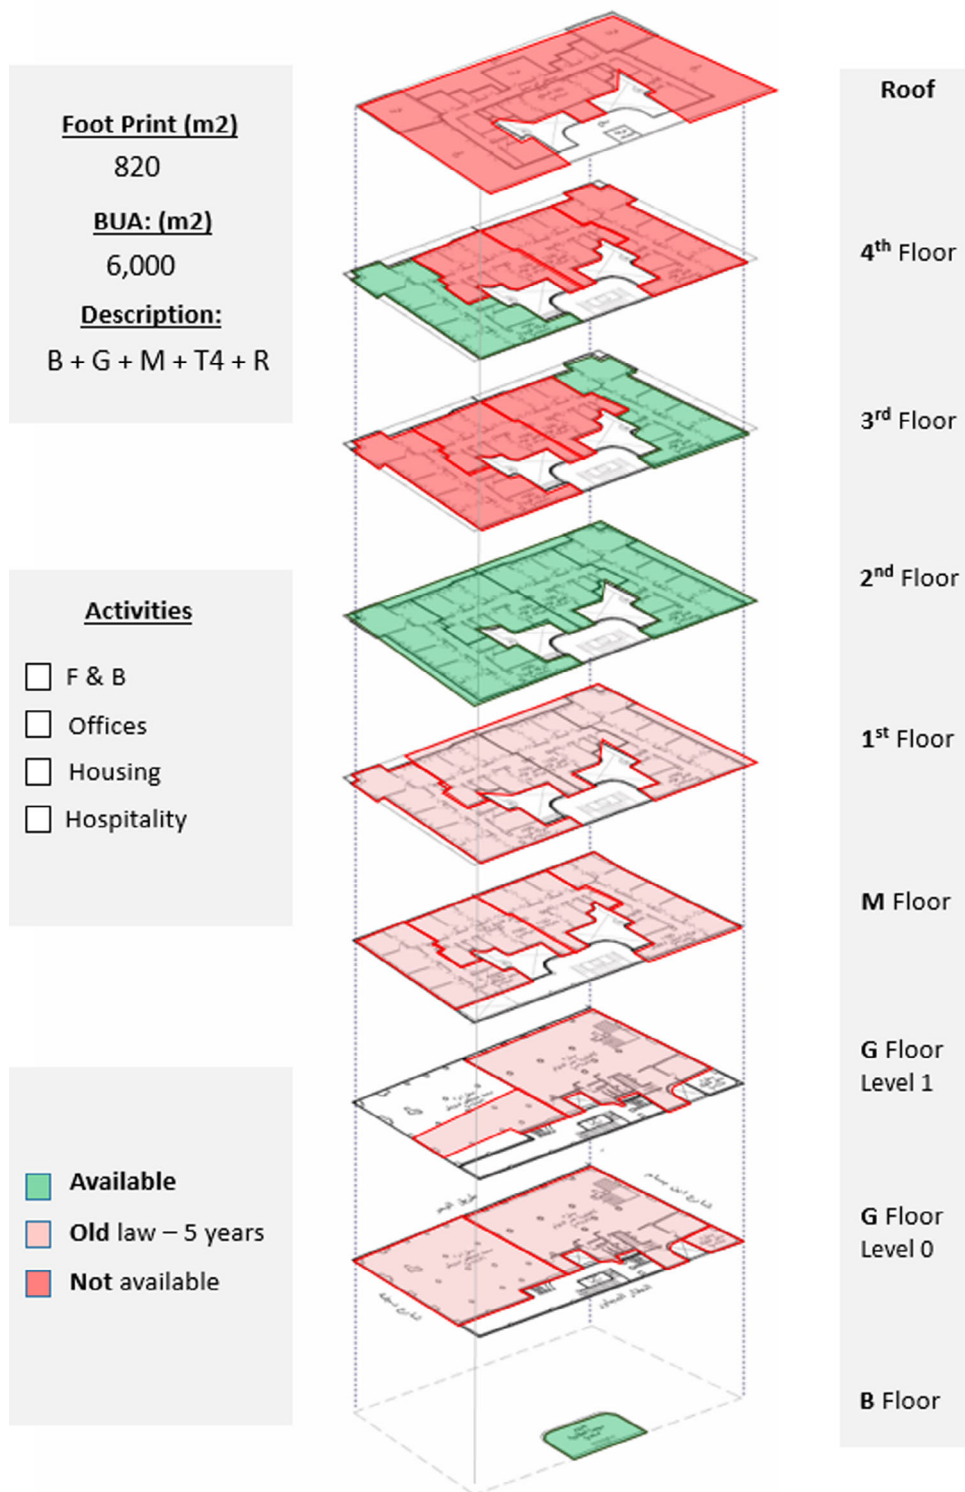 Foot Print (m2)
820
BUA: (m2)
6,000
Description:
B + G + M + T4 + R
Activities
F & B
Offices
Housing
Hospitality
Available
Old law – 5 years
Not available
Roof
4th Floor
3rd Floor
2nd Floor
1st Floor
M Floor
G Floor
Level 1
G Floor
Level 0
B Floor